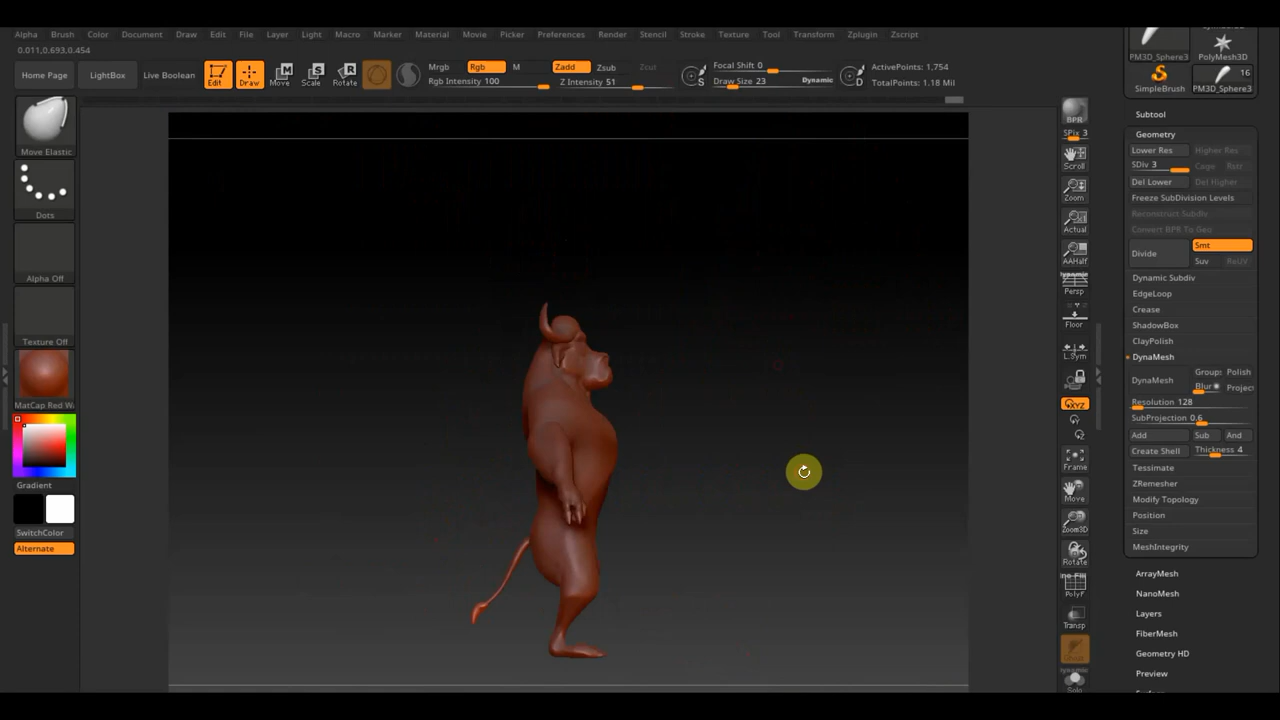 Alpha Brush Color Document Draw Edit File Layer Light Macro Marker Material Movie Picker Preferences Render Stencil Stroke Texture Tool Transform Zplugin Zscript
0.011,0.693,0.454
Home Page LightBox Live Boolean Edit Draw Move Scale Rotate
Mrgb Rgb M Zadd Zsub Zcut
Rgb Intensity 100 Z Intensity 51
Focal Shift 0
Draw Size 23 Dynamic
S D
ActivePoints: 1,754
TotalPoints: 1.18 Mil
Move Elastic
Dots
Alpha Off
Texture Off
MatCap Red Wa
Gradient
SwitchColor
Alternate
BPR
SPix 3
Scroll
Zoom
Actual
AAHalf
Dynamic
Persp
Floor
L.Sym
XYZ
Frame
Move
Zoom3D
Rotate
Line Fill
PolyF
Transp
Solo
PM3D_Sphere3 PolyMesh3D
16
SimpleBrush PM3D_Sphere3
Subtool
Geometry
Lower Res Higher Res
SDiv 3 Cage Rstr
Del Lower Del Higher
Freeze SubDivision Levels
Reconstruct Subdiv
Convert BPR To Geo
Divide Smt
Suv ReUV
Dynamic Subdiv
EdgeLoop
Crease
ShadowBox
ClayPolish
DynaMesh
DynaMesh Groups Polish
Blur Project
Resolution 128
SubProjection 0.6
Add Sub And
Create Shell Thickness 4
Tessimate
ZRemesher
Modify Topology
Position
Size
MeshIntegrity
ArrayMesh
NanoMesh
Layers
FiberMesh
Geometry HD
Preview